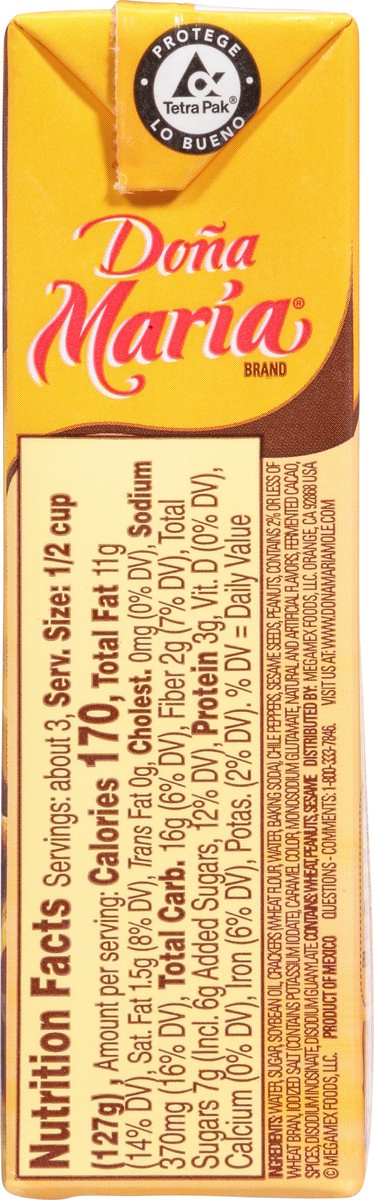 PROTEGE
Tetra Pak®
LO BUENO
Doña
María®
BRAND
Nutrition Facts Servings: about 3, Serv. Size: 1/2 cup
(127g), Amount per serving: Calories 170, Total Fat 11g
(14% DV), Sat. Fat 1.5g (8% DV), Trans Fat 0g, Cholest. 0mg (0% DV), Sodium
370mg (16% DV), Total Carb. 16g (6% DV), Fiber 2g (7% DV), Total
Sugars 7g (Incl. 6g Added Sugars, 12% DV), Protein 3g, Vit. D (0% DV),
Calcium (0% DV), Iron (6% DV), Potas. (2% DV). % DV = Daily Value
INGREDIENTS: WATER, SUGAR, SOYBEAN OIL, CRACKERS (WHEAT FLOUR, WATER, BAKING SODA), CHILE PEPPERS, SESAME SEEDS, PEANUTS, CONTAINS 2% OR LESS OF
WHEAT BRAN, IODIZED SALT (CONTAINS POTASSIUM IODATE), CARAMEL COLOR, MONOSODIUM GLUTAMATE, NATURAL AND ARTIFICIAL FLAVORS, FERMENTED CACAO,
SPICES, DISODIUM INOSINATE, DISODIUM GUANYLATE. CONTAINS: WHEAT, PEANUTS, SESAME DISTRIBUTED BY: MEGAMEX FOODS, LLC. ORANGE, CA 92868 USA
© MEGAMEX FOODS, LLC. PRODUCT OF MEXICO QUESTIONS - COMMENTS: 1-800-333-7846. VISIT US AT: WWW.DONAMARIAMOLE.COM